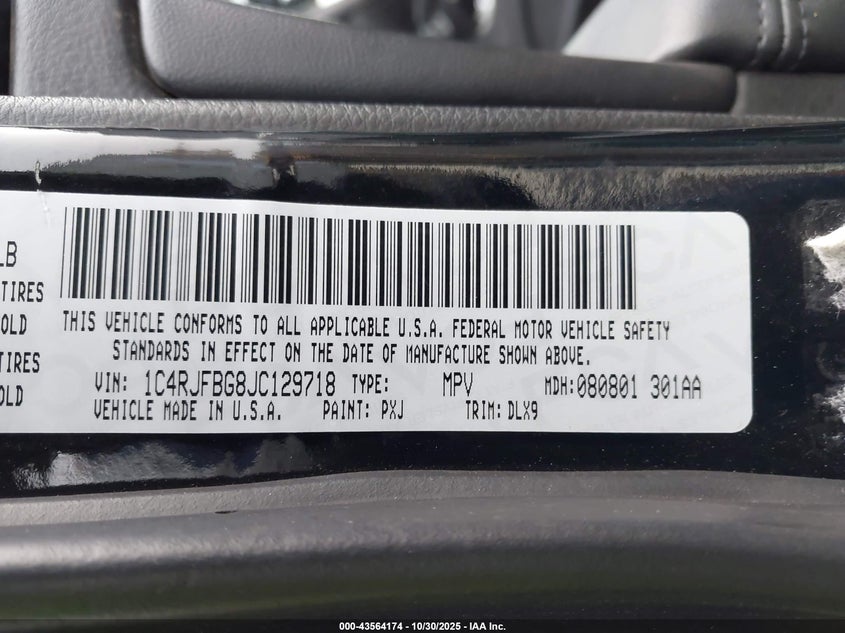 LB
TIRES
OLD
TIRES
OLD
THIS VEHICLE CONFORMS TO ALL APPLICABLE U.S.A. FEDERAL MOTOR VEHICLE SAFETY
STANDARDS IN EFFECT ON THE DATE OF MANUFACTURE SHOWN ABOVE.
VIN: 1C4RJFBG8JC129718 TYPE: MPV MDH:080801 301AA
VEHICLE MADE IN U.S.A. PAINT: PXJ TRIM: DLX9
000-43564174 | 10/30/2025 - IAA Inc.